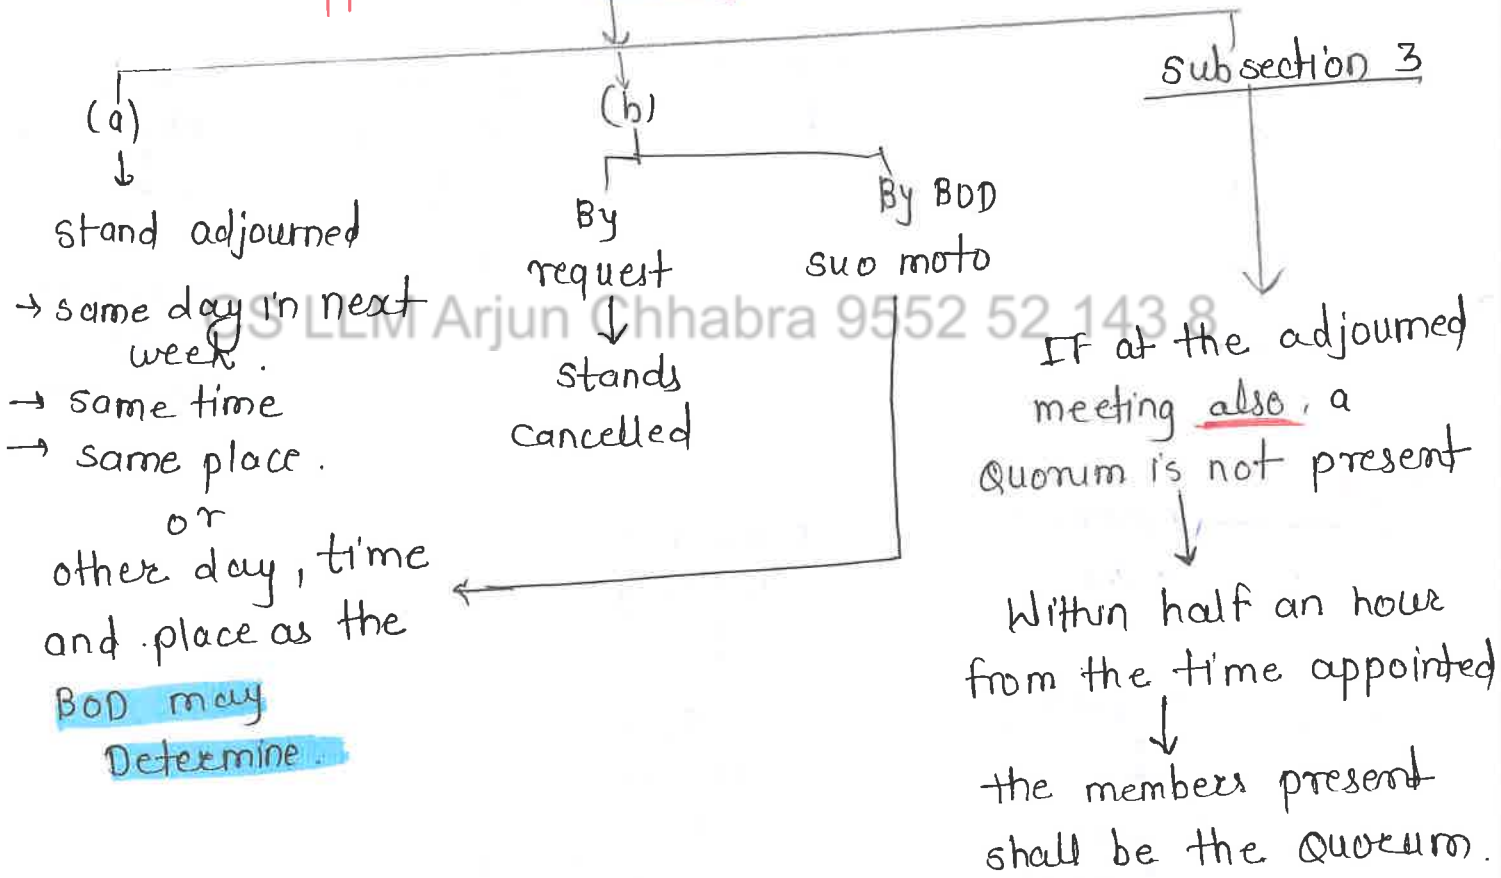 (a)
↓
stand adjourned
→ same day in next
week.
→ same time
→ same place.
or
other day, time
and place as the
BOD may
Determine.
(b)
By
request
↓
stands
cancelled
By BOD
suo moto
subsection 3
If at the adjourned
meeting also, a
Quorum is not present
Within half an hour
from the time appointed
↓
the members present
shall be the Quorum.
CS LLM Arjun Chhabra 9552 52 143 8